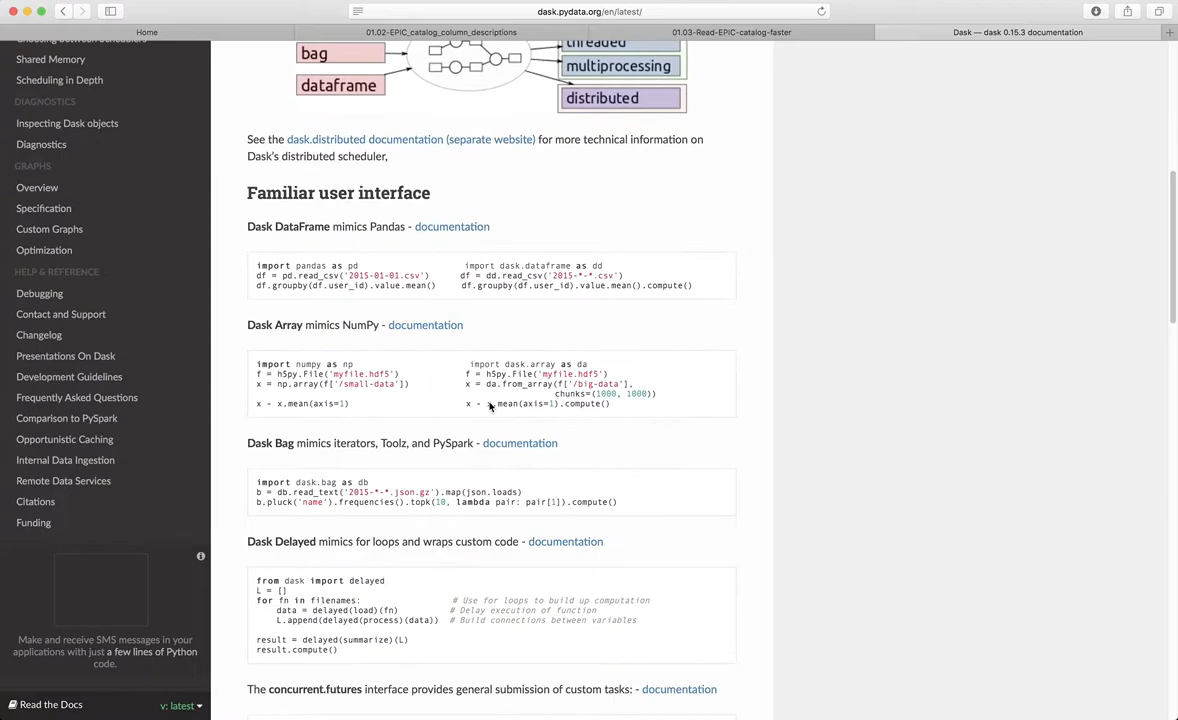 dask.pydata.org/en/latest/
Home
01.02-EPIC_catalog_column_descriptions
01.03-Read-EPIC-catalog-faster
Dask — dask 0.15.3 documentation
Choosing between Schedulers
Shared Memory
Scheduling in Depth
DIAGNOSTICS
Inspecting Dask objects
Diagnostics
GRAPHS
Overview
Specification
Custom Graphs
Optimization
HELP & REFERENCE
Debugging
Contact and Support
Changelog
Presentations On Dask
Development Guidelines
Frequently Asked Questions
Comparison to PySpark
Opportunistic Caching
Internal Data Ingestion
Remote Data Services
Citations
Funding
Make and receive SMS messages in your
applications with just a few lines of Python
code.
Read the Docs
v: latest
bag
dataframe
threaded
multiprocessing
distributed
See the dask.distributed documentation (separate website) for more technical information on
Dask's distributed scheduler,
Familiar user interface
Dask DataFrame mimics Pandas - documentation
import pandas as pd import dask.dataframe as dd
df = pd.read_csv('2015-01-01.csv') df = dd.read_csv('2015-*-*.csv')
df.groupby(df.user_id).value.mean() df.groupby(df.user_id).value.mean().compute()
Dask Array mimics NumPy - documentation
import numpy as np import dask.array as da
f = h5py.File('myfile.hdf5') f = h5py.File('myfile.hdf5')
x = np.array(f['/small-data']) x = da.from_array(f['/big-data'],
chunks=(1000, 1000))
x - x.mean(axis=1) x - x.mean(axis=1).compute()
Dask Bag mimics iterators, Toolz, and PySpark - documentation
import dask.bag as db
b = db.read_text('2015-*-*.json.gz').map(json.loads)
b.pluck('name').frequencies().topk(10, lambda pair: pair[1]).compute()
Dask Delayed mimics for loops and wraps custom code - documentation
from dask import delayed
L = []
for fn in filenames: # Use for loops to build up computation
data = delayed(load)(fn) # Delay execution of function
L.append(delayed(process)(data)) # Build connections between variables
result = delayed(summarize)(L)
result.compute()
The concurrent.futures interface provides general submission of custom tasks: - documentation